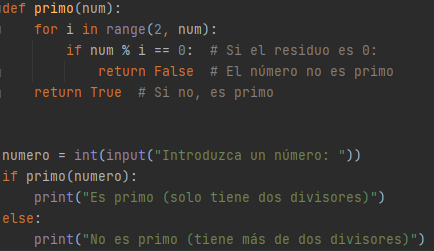 def primo(num):
    for i in range(2, num):
        if num % i == 0:  # Si el residuo es 0:
            return False  # El número no es primo
    return True  # Si no, es primo
numero = int(input("Introduzca un número: "))
if primo(numero):
    print("Es primo (solo tiene dos divisores)")
else:
    print("No es primo (tiene más de dos divisores)")